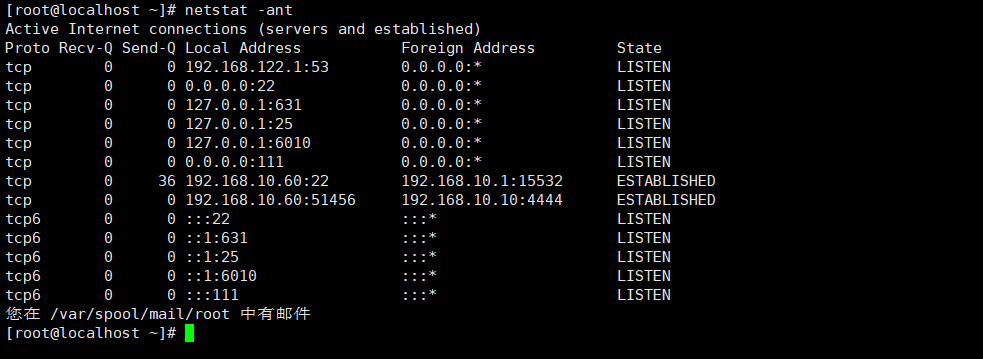 [root@localhost ~]# netstat -ant
Active Internet connections (servers and established)
Proto Recv-Q Send-Q Local Address           Foreign Address         State
tcp        0      0 192.168.122.1:53        0.0.0.0:*               LISTEN
tcp        0      0 0.0.0.0:22              0.0.0.0:*               LISTEN
tcp        0      0 127.0.0.1:631           0.0.0.0:*               LISTEN
tcp        0      0 127.0.0.1:25            0.0.0.0:*               LISTEN
tcp        0      0 127.0.0.1:6010          0.0.0.0:*               LISTEN
tcp        0      0 0.0.0.0:111             0.0.0.0:*               LISTEN
tcp        0     36 192.168.10.60:22        192.168.10.1:15532      ESTABLISHED
tcp        0      0 192.168.10.60:51456     192.168.10.10:4444      ESTABLISHED
tcp6       0      0 :::22                   :::*                    LISTEN
tcp6       0      0 ::1:631                 :::*                    LISTEN
tcp6       0      0 ::1:25                  :::*                    LISTEN
tcp6       0      0 ::1:6010                :::*                    LISTEN
tcp6       0      0 :::111                  :::*                    LISTEN
您在 /var/spool/mail/root 中有邮件
[root@localhost ~]#